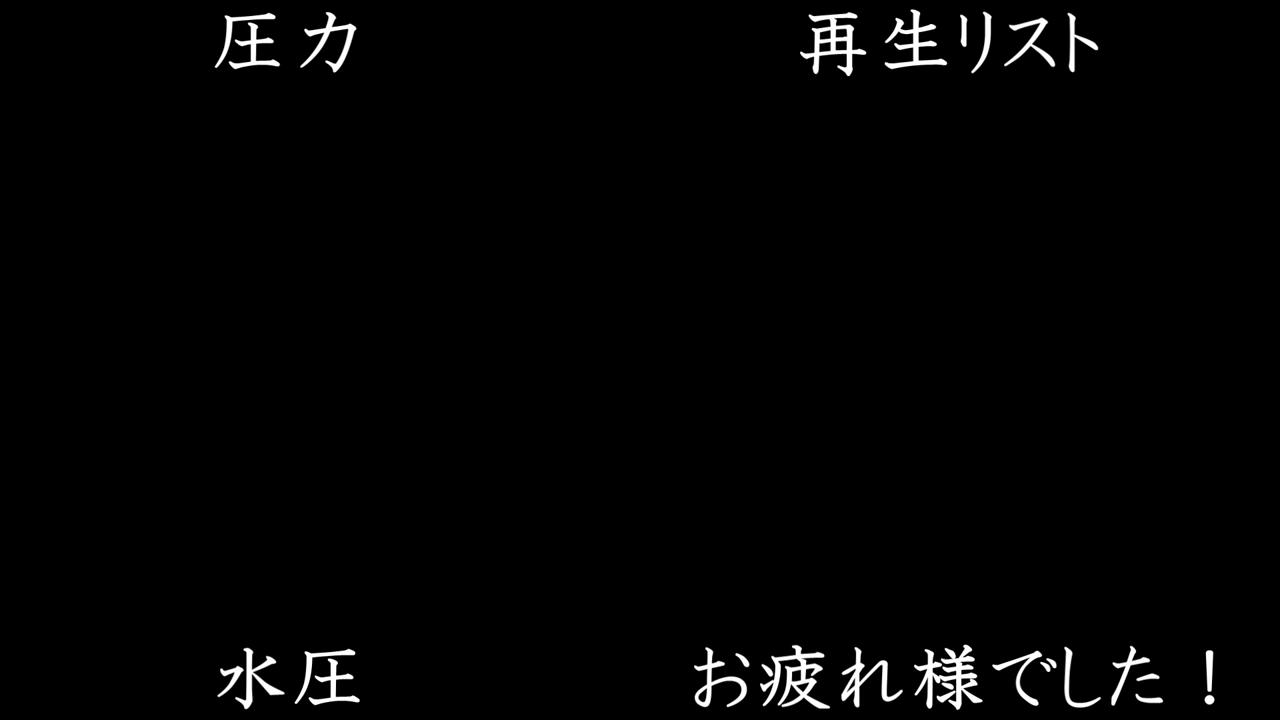 圧力
再生リスト
水圧
お疲れ様でした！